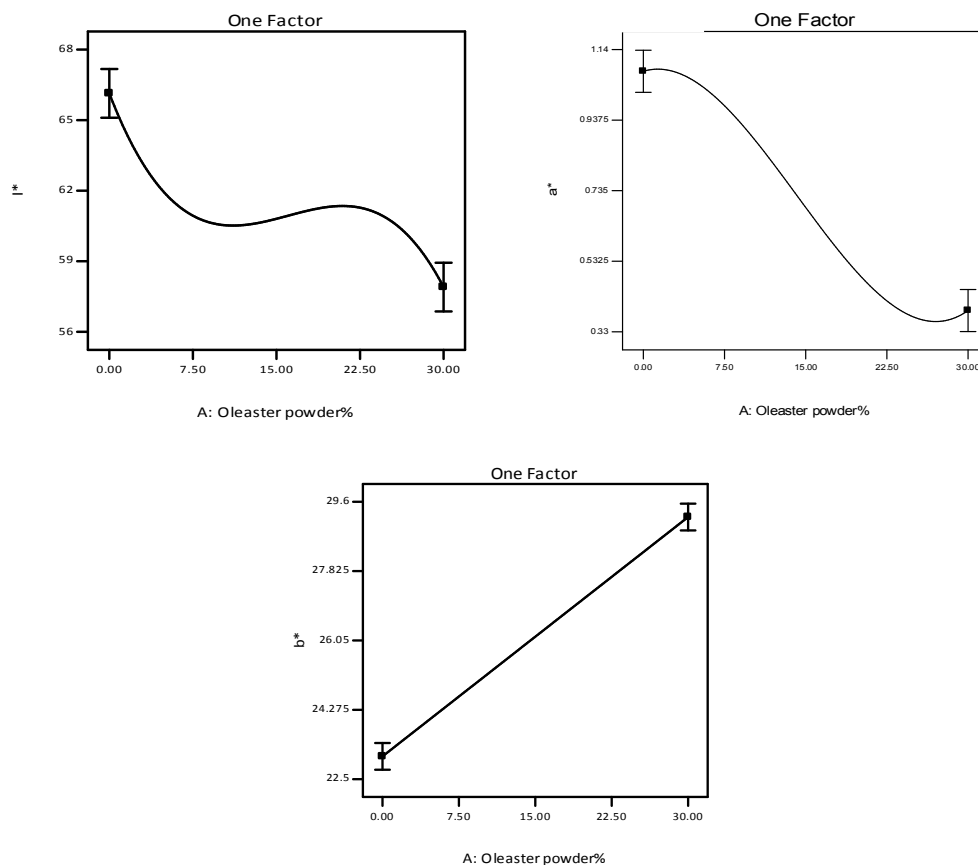 One Factor
68
65
62
59
56
l*
0.00 7.50 15.00 22.50 30.00
A: Oleaster powder%
One Factor
1.14
0.9375
0.735
0.5325
0.33
a*
0.00 7.50 15.00 22.50 30.00
A: Oleaster powder%
One Factor
29.6
27.825
26.05
24.275
22.5
b*
0.00 7.50 15.00 22.50 30.00
A: Oleaster powder%